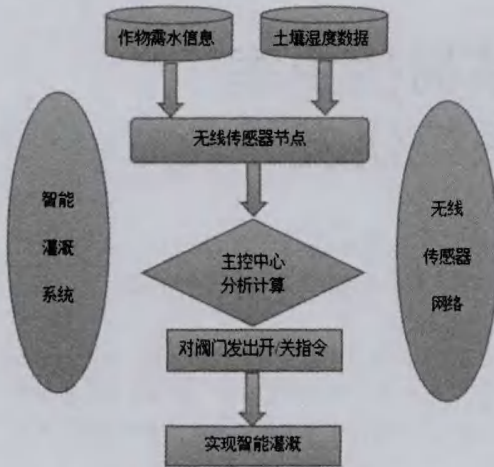 作物需水信息
土壤湿度数据
无线传感器节点
智能
灌溉
系统
无线
传感器
网络
主控中心
分析计算
对阀门发出开/关指令
实现智能灌溉